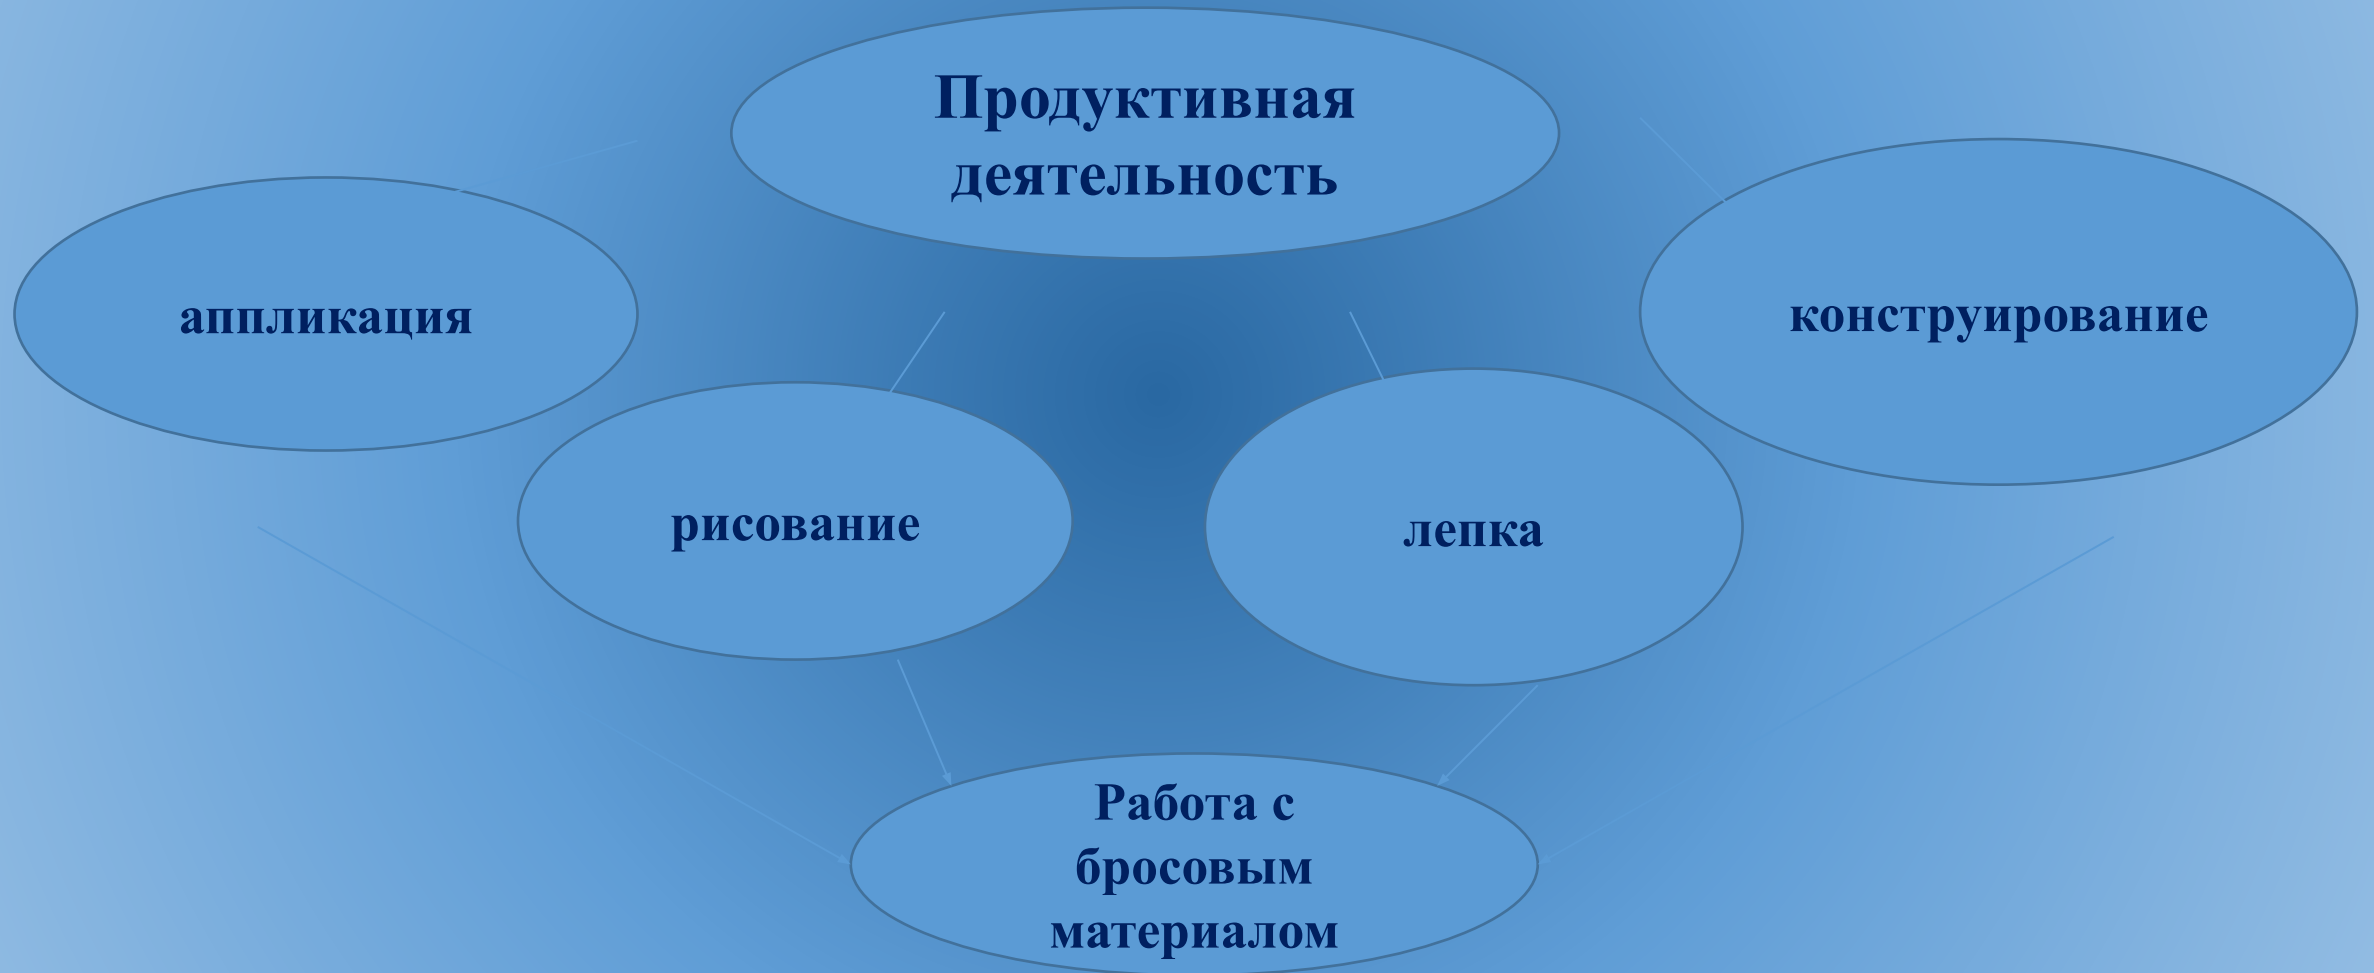 Продуктивная
деятельность
аппликация
конструирование
рисование
лепка
Работа с
бросовым
материалом